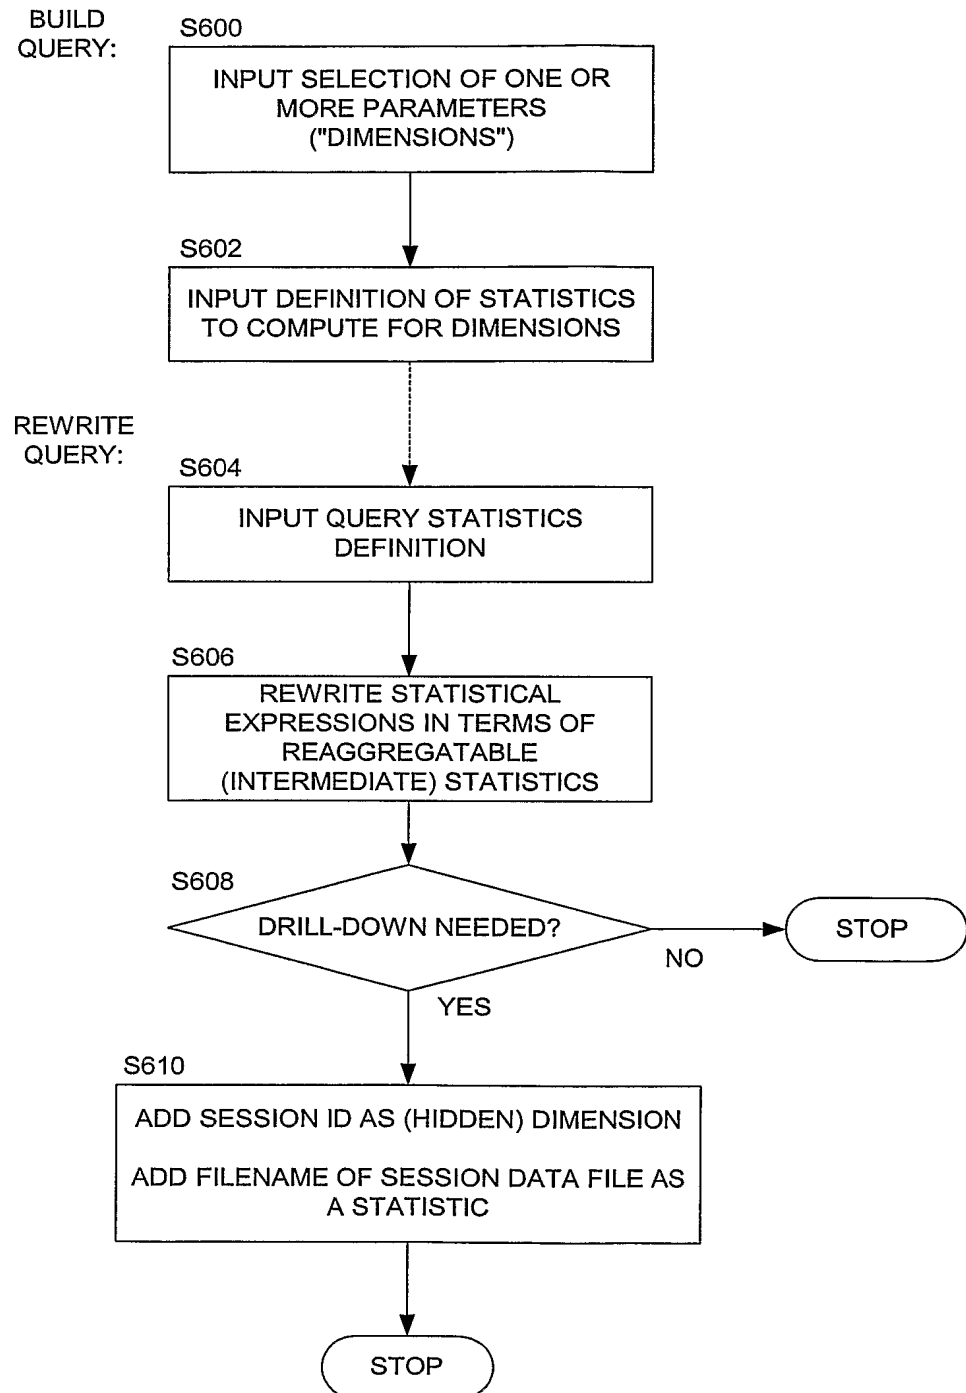 BUILD
QUERY:
S600
INPUT SELECTION OF ONE OR
MORE PARAMETERS
("DIMENSIONS")
S602
INPUT DEFINITION OF STATISTICS
TO COMPUTE FOR DIMENSIONS
REWRITE
QUERY:
S604
INPUT QUERY STATISTICS
DEFINITION
S606
REWRITE STATISTICAL
EXPRESSIONS IN TERMS OF
REAGGREGATABLE
(INTERMEDIATE) STATISTICS
S608
DRILL-DOWN NEEDED?
NO
STOP
YES
S610
ADD SESSION ID AS (HIDDEN) DIMENSION
ADD FILENAME OF SESSION DATA FILE AS
A STATISTIC
STOP